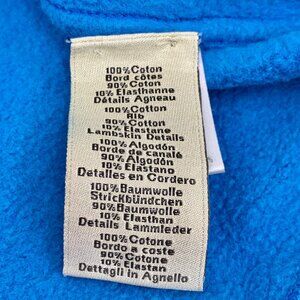 100%Coton
Bord côtes
90%Coton
10% Elasthanne
Détails Agneau
100%Cotton
Rib
90%Cotton
10% Elastane
Lambskin Details
100%Algodón
Borde de canalé
90%Algodón
10% Elastano
Detalles en Cordero
100%Baumwolle
Strickbündchen
90%Baumwolle
10% Elasthan
Details Lammleder
100%Cotone
Bordo a coste
90%Cotone
10% Elastan
Dettagli in Agnello